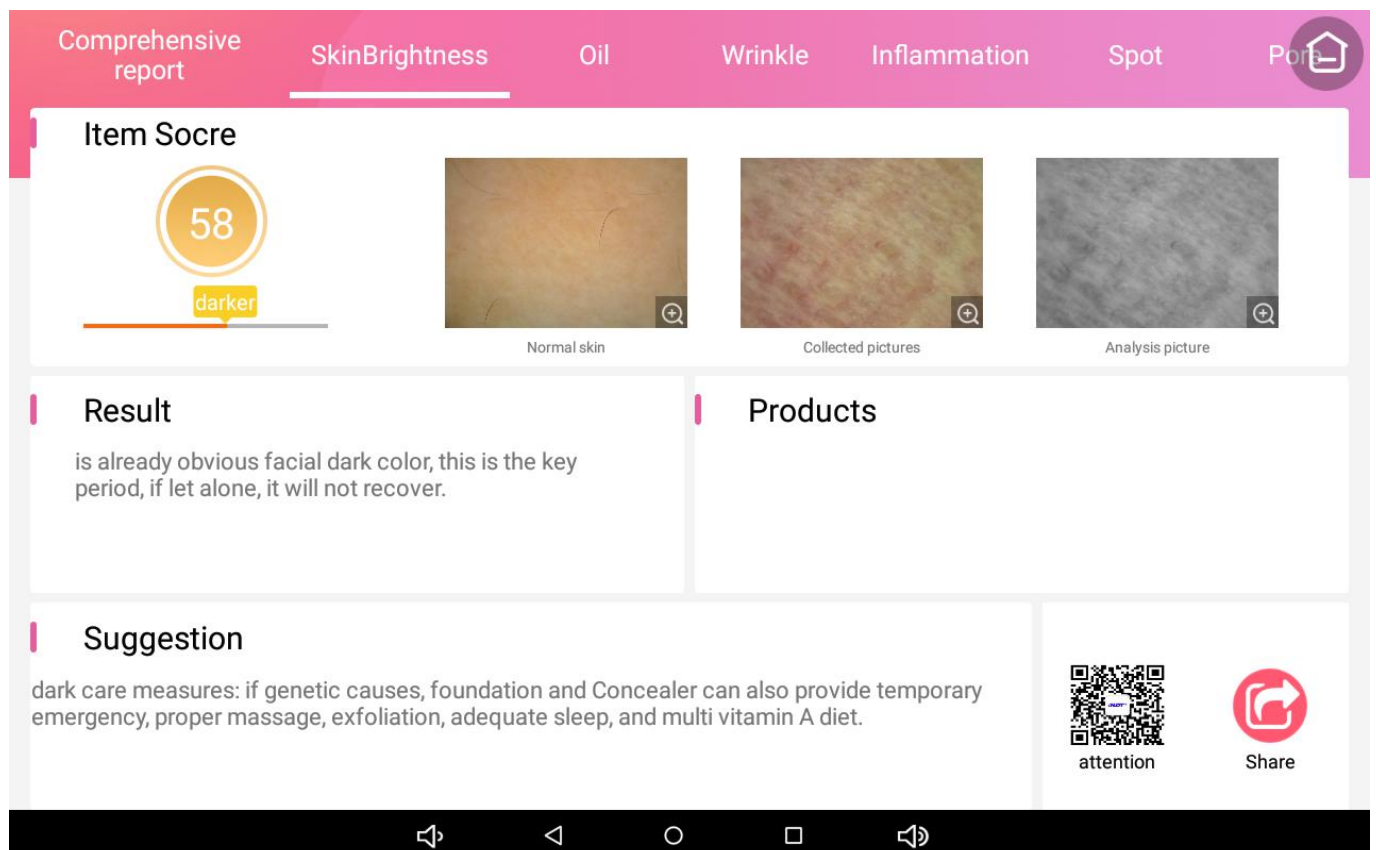 Comprehensive
report
SkinBrightness
Oil
Wrinkle
Inflammation
Spot
Item Socre
58
darker
Normal skin
Collected pictures
Analysis picture
Result
is already obvious facial dark color, this is the key
period, if let alone, it will not recover.
Products
Suggestion
dark care measures: if genetic causes, foundation and Concealer can also provide temporary
emergency, proper massage, exfoliation, adequate sleep, and multi vitamin A diet.
attention
Share